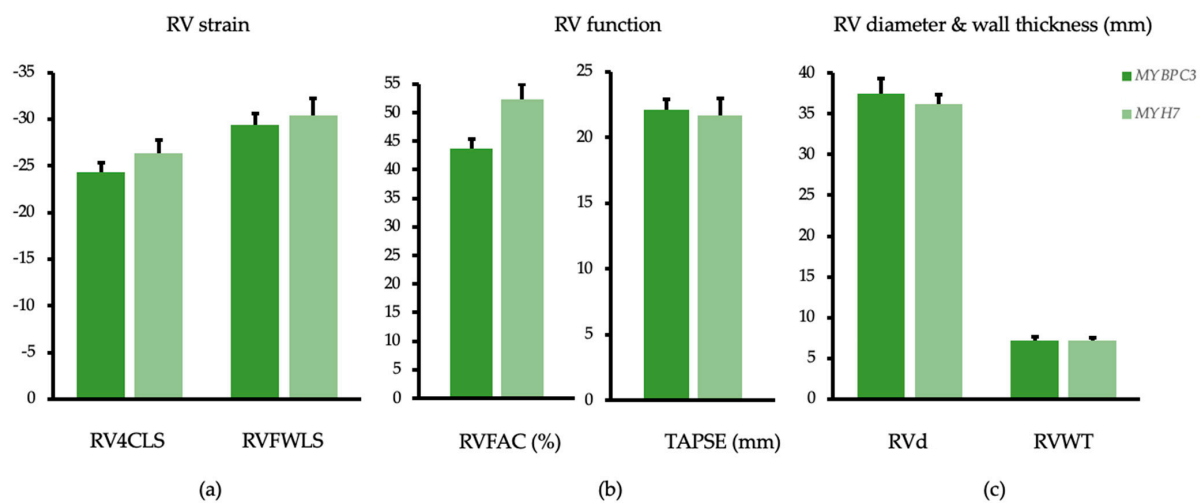 RV strain
RV function
RV diameter & wall thickness (mm)
-35
-30
-25
-20
-15
-10
-5
0
RV4CLS
RVFWLS
(a)
55
50
45
40
35
30
25
20
15
10
5
0
RVFAC (%)
25
20
15
10
5
0
TAPSE (mm)
(b)
40
35
30
25
20
15
10
5
0
RVd
RVWT
(c)
MYBPC3
MYH7